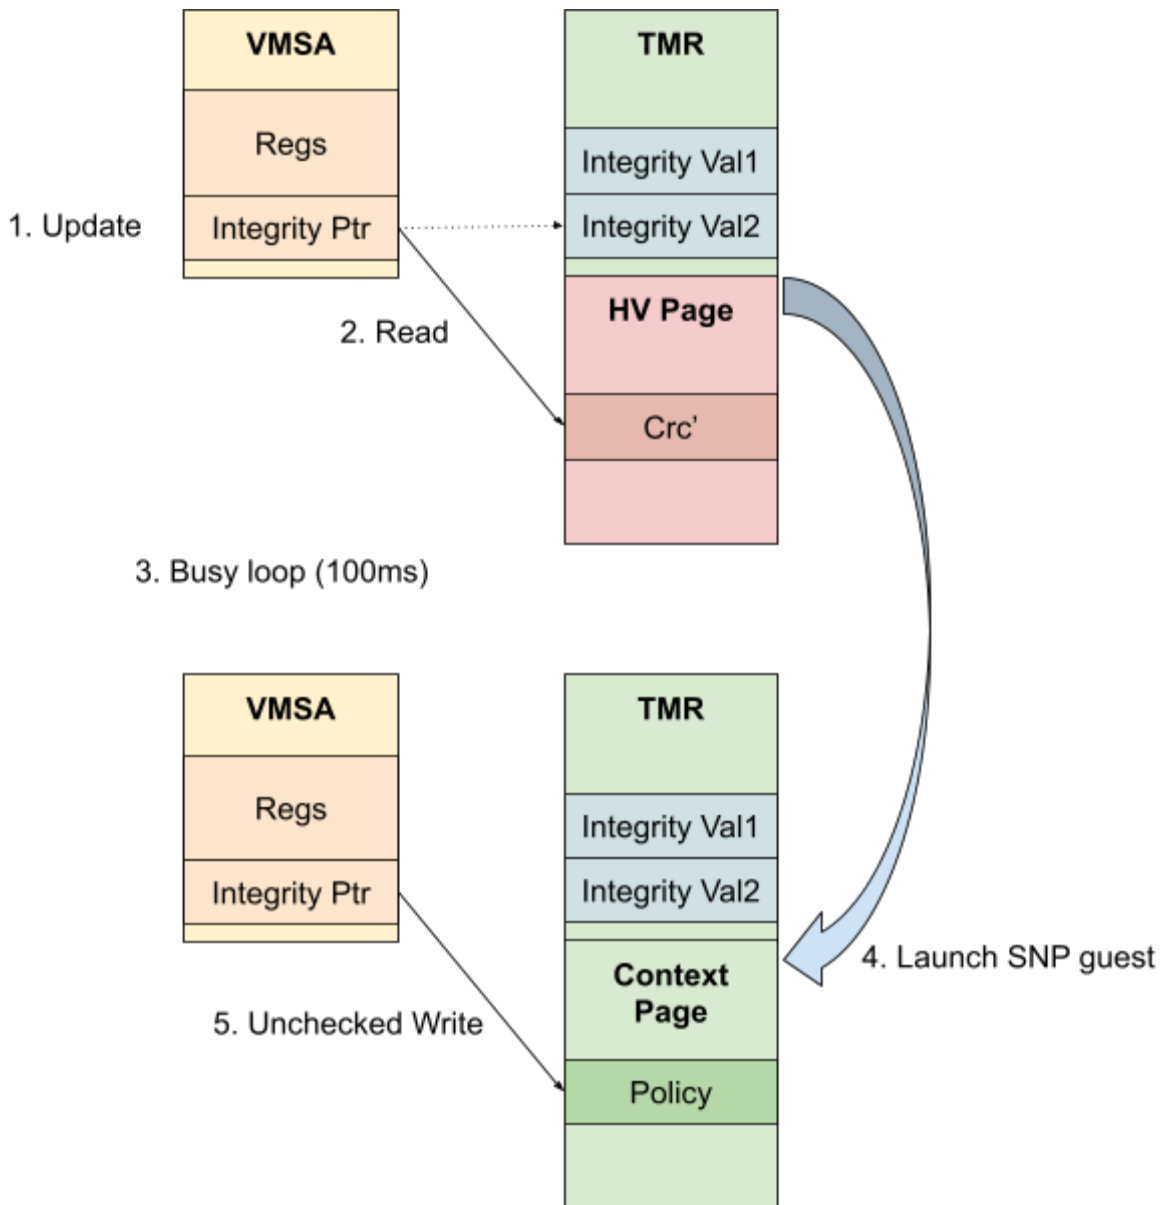 VMSA
TMR
Regs
Integrity Val1
1. Update
Integrity Ptr
Integrity Val2
HV Page
2. Read
Crc’
3. Busy loop (100ms)
VMSA
TMR
Regs
Integrity Val1
Integrity Ptr
Integrity Val2
4. Launch SNP guest
Context
Page
5. Unchecked Write
Policy